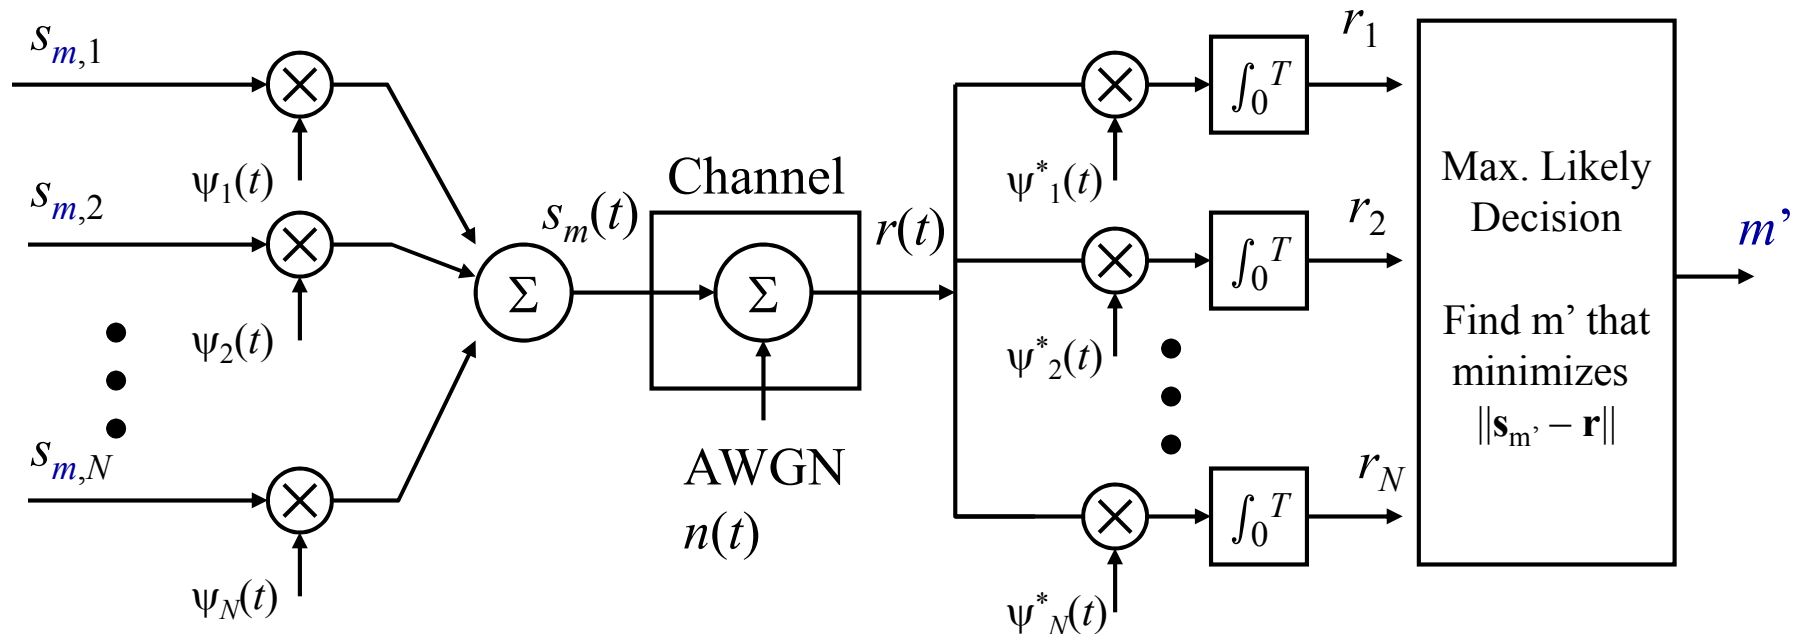 s_{m,1}
ψ_1(t)
s_{m,2}
ψ_2(t)
s_{m,N}
ψ_N(t)
Σ
s_m(t)
Channel
Σ
AWGN
n(t)
r(t)
ψ*_1(t)
∫_0^T
r_1
ψ*_2(t)
∫_0^T
r_2
ψ*_N(t)
∫_0^T
r_N
Max. Likely
Decision
Find m’ that
minimizes
||s_{m’} – r||
m’